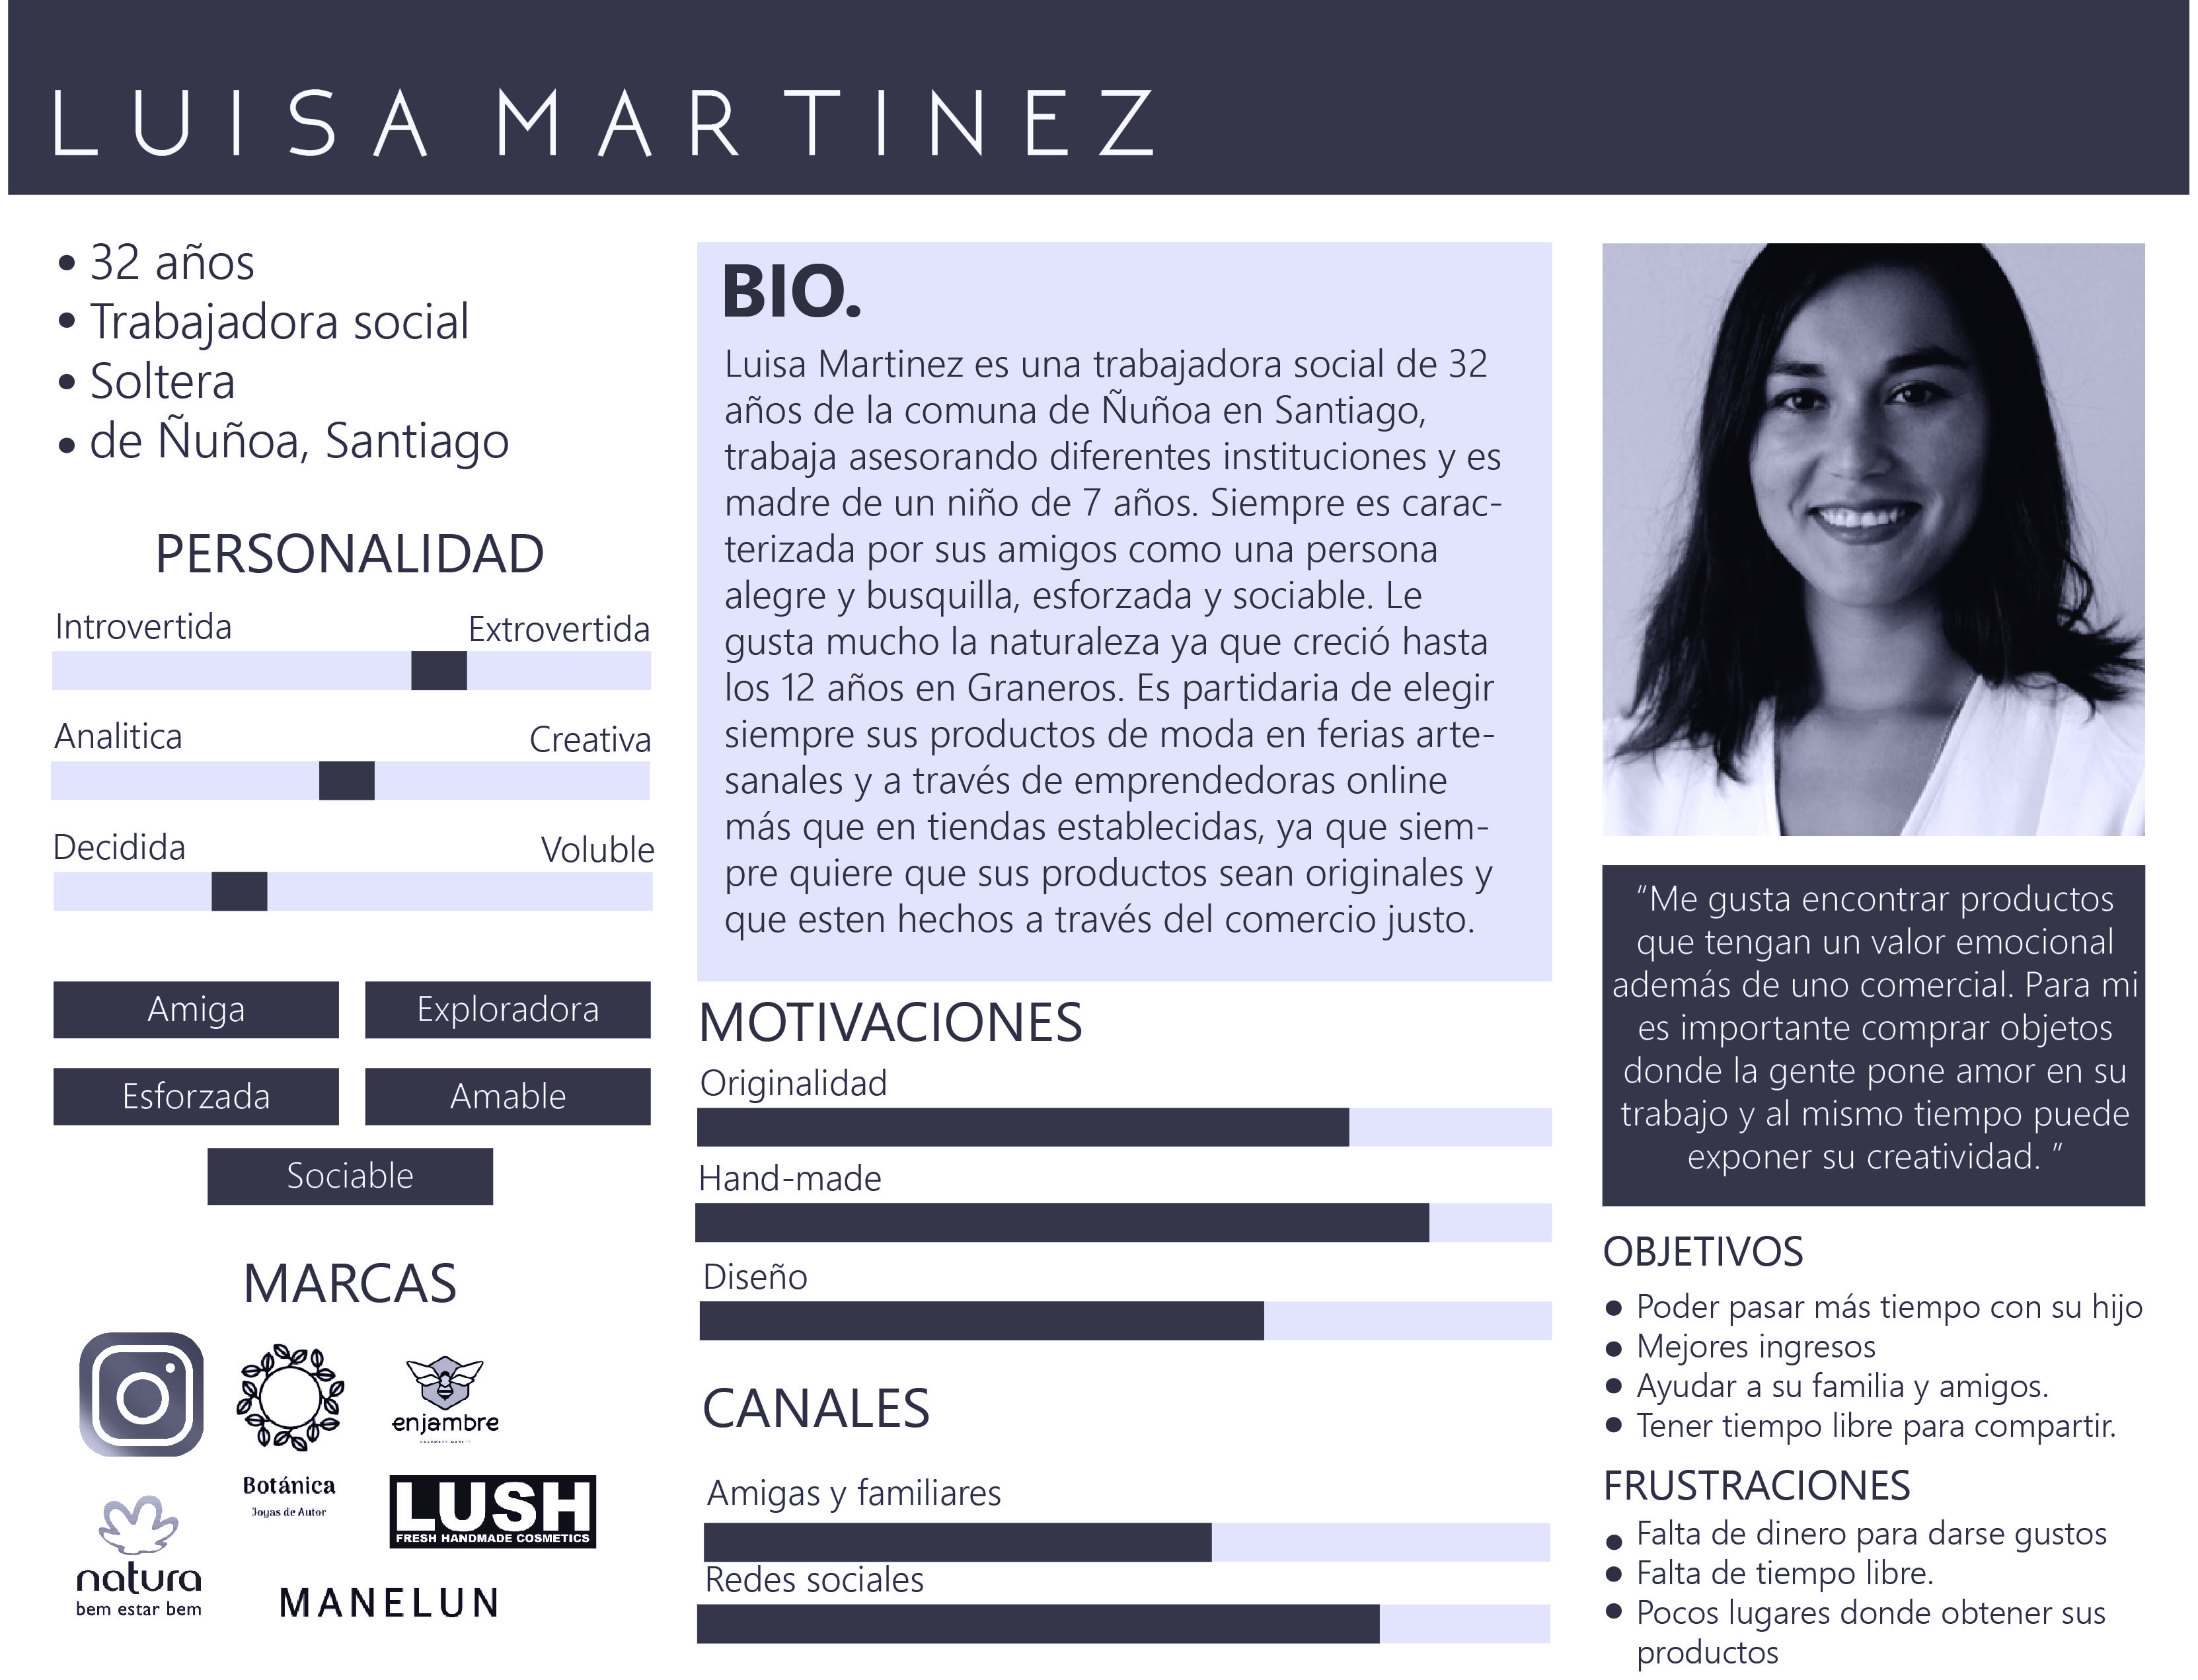 LUISA MARTINEZ
• 32 años
• Trabajadora social
• Soltera
• de Ñuñoa, Santiago
PERSONALIDAD
Introvertida Extrovertida
Analitica Creativa
Decidida Voluble
Amiga Exploradora
Esforzada Amable
Sociable
MARCAS
enjambre
Botánica
Joyas de Autor
LUSH
FRESH HANDMADE COSMETICS
natura
bem estar bem
MANELUN
BIO.
Luisa Martinez es una trabajadora social de 32
años de la comuna de Ñuñoa en Santiago,
trabaja asesorando diferentes instituciones y es
madre de un niño de 7 años. Siempre es carac-
terizada por sus amigos como una persona
alegre y busquilla, esforzada y sociable. Le
gusta mucho la naturaleza ya que creció hasta
los 12 años en Graneros. Es partidaria de elegir
siempre sus productos de moda en ferias arte-
sanales y a través de emprendedoras online
más que en tiendas establecidas, ya que siem-
pre quiere que sus productos sean originales y
que esten hechos a través del comercio justo.
MOTIVACIONES
Originalidad
Hand-made
Diseño
CANALES
Amigas y familiares
Redes sociales
“Me gusta encontrar productos
que tengan un valor emocional
además de uno comercial. Para mi
es importante comprar objetos
donde la gente pone amor en su
trabajo y al mismo tiempo puede
exponer su creatividad. ”
OBJETIVOS
• Poder pasar más tiempo con su hijo
• Mejores ingresos
• Ayudar a su familia y amigos.
• Tener tiempo libre para compartir.
FRUSTRACIONES
• Falta de dinero para darse gustos
• Falta de tiempo libre.
• Pocos lugares donde obtener sus
productos